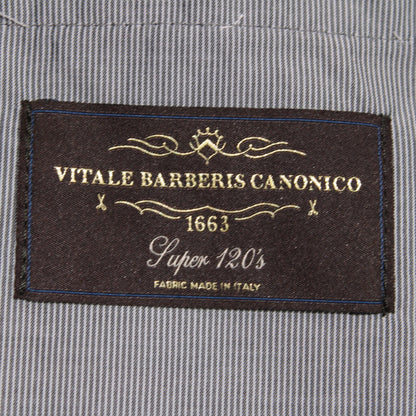 VITALE BARBERIS CANONICO
1663
Super 120's
FABRIC MADE IN ITALY